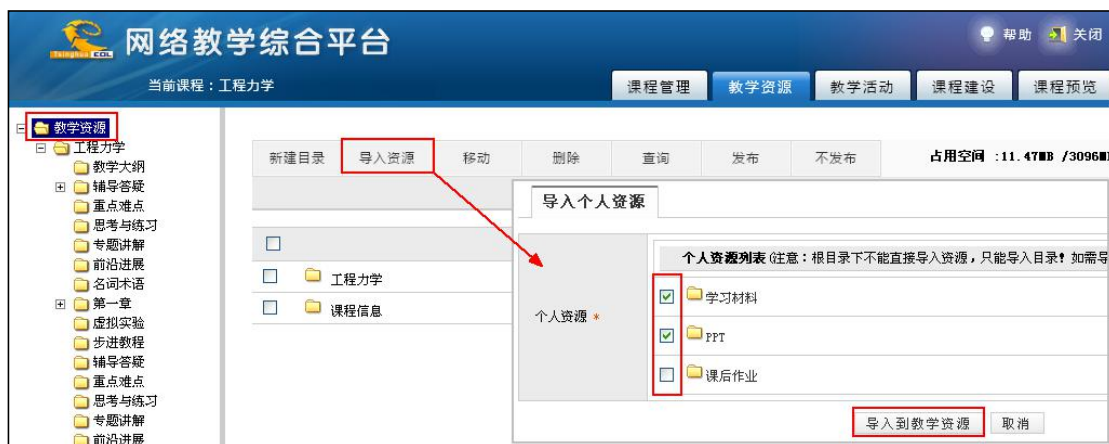 网络教学综合平台
帮助 关闭
当前课程：工程力学
课程管理 教学资源 教学活动 课程建设 课程预览
教学资源
工程力学
教学大纲
辅导答疑
重点难点
思考与练习
专题讲解
前沿进展
名词术语
第一章
虚拟实验
步进教程
辅导答疑
重点难点
思考与练习
专题讲解
前沿进展
新建目录 导入资源 移动 删除 查询 发布 不发布 占用空间 :11.47MB /3096M
工程力学
课程信息
导入个人资源
个人资源列表(注意：根目录下不能直接导入资源，只能导入目录! 如需导
个人资源 *
学习材料
PPT
课后作业
导入到教学资源 取消